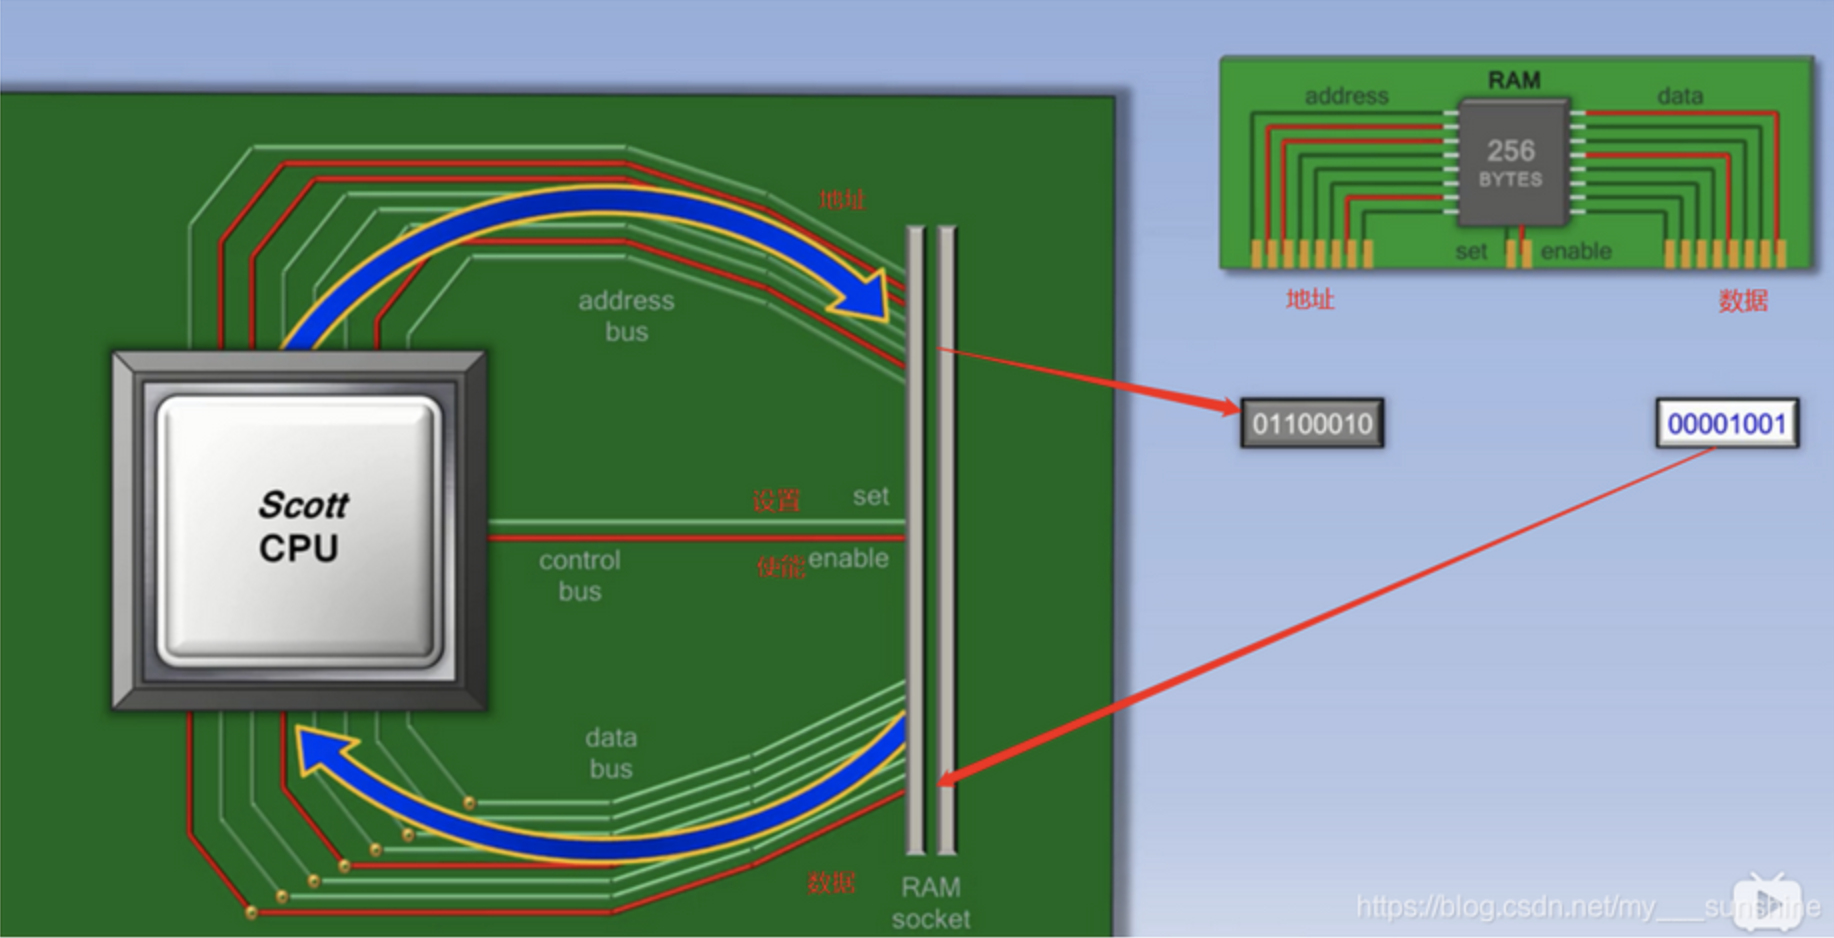 RAM
address
data
256
BYTES
set
enable
地址
数据
地址
address
bus
01100010
00001001
Scott
CPU
设置
set
使能
enable
control
bus
data
bus
数据
RAM
socket
https://blog.csdn.net/my___sunshine